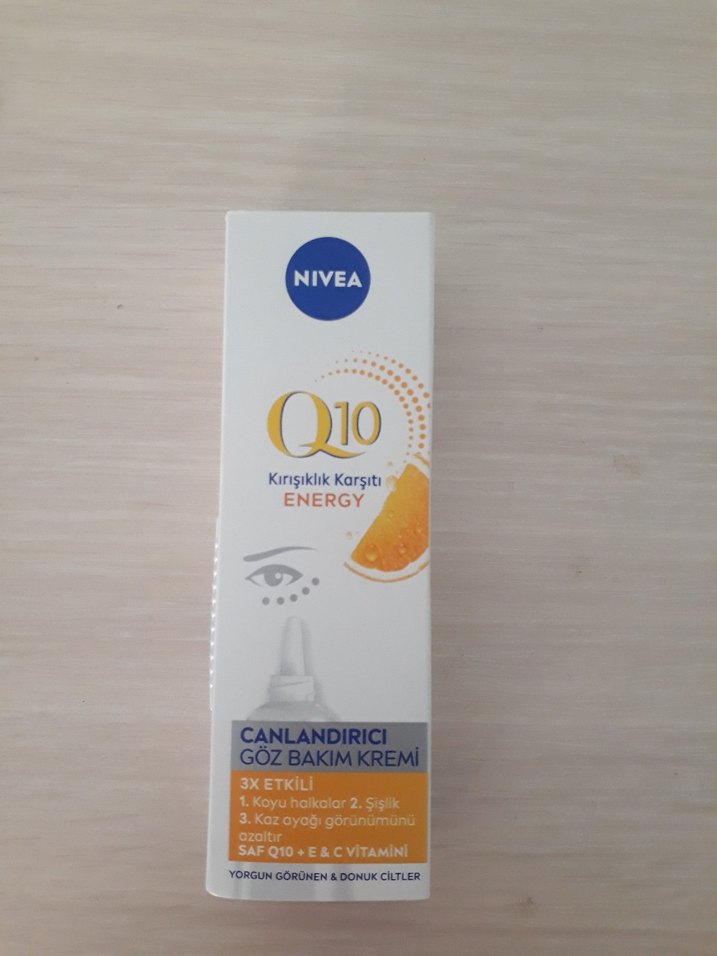 NIVEA
Q10
Kırışıklık Karşıtı
ENERGY
CANLANDIRICI
GÖZ BAKIM KREMİ
3X ETKİLİ
1. Koyu halkalar 2. Şişlik
3. Kaz ayağı görünümünü
azaltır
SAF Q10 + E & C VİTAMİNİ
YORGUN GÖRÜNEN & DONUK CİLTLER